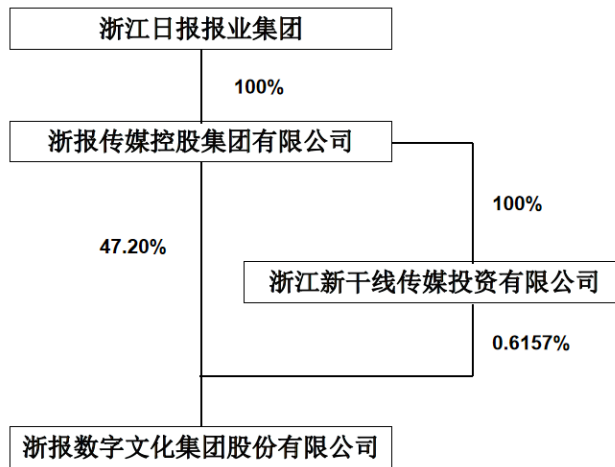 浙江日报报业集团
100%
浙报传媒控股集团有限公司
100%
47.20%
浙江新干线传媒投资有限公司
0.6157%
浙报数字文化集团股份有限公司